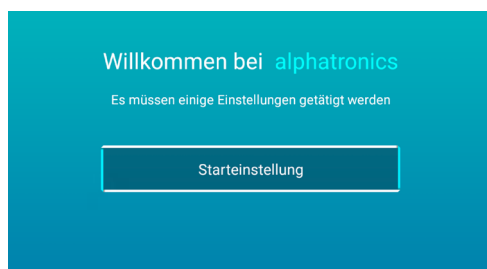 Willkommen bei alphatronics
Es müssen einige Einstellungen getätigt werden
Starteinstellung